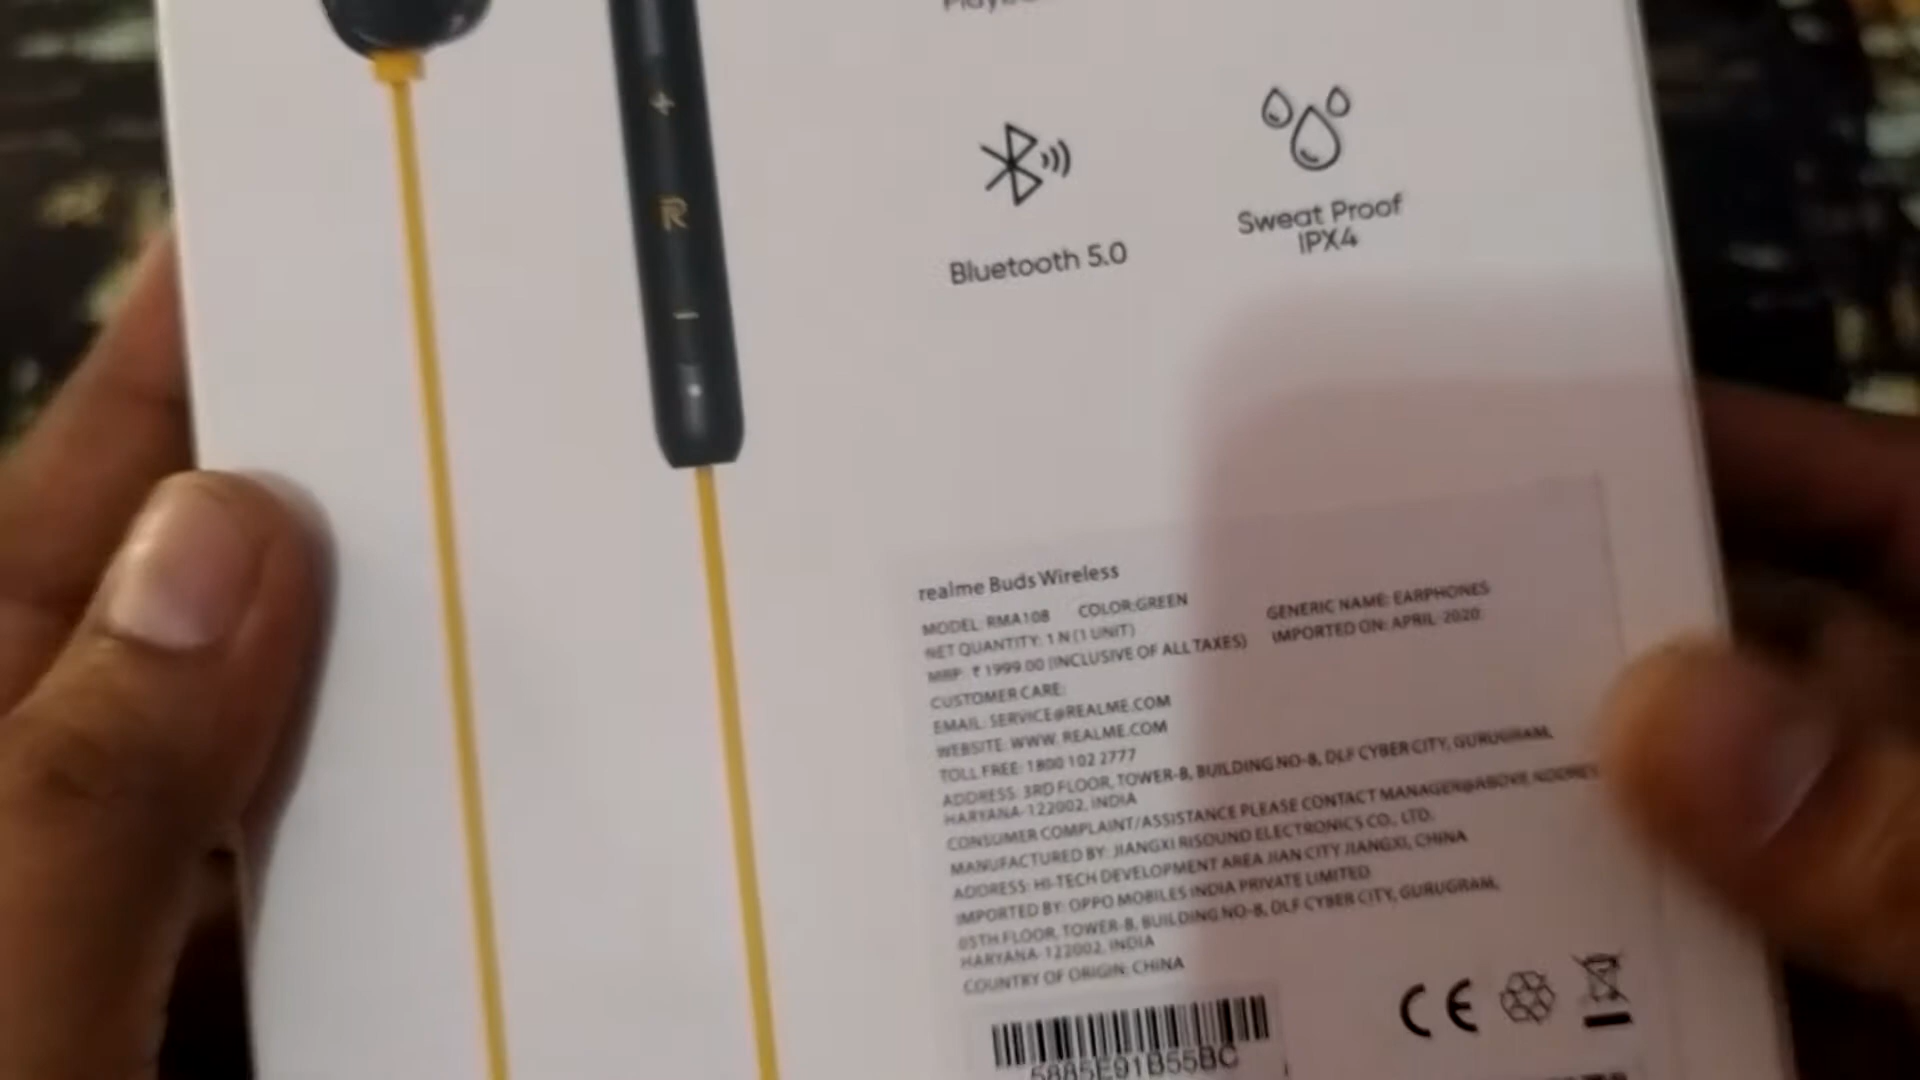 +
R
−
Bluetooth 5.0
Sweat Proof
IPX4
realme Buds Wireless
MODEL: RMA108 COLOR:GREEN GENERIC NAME: EARPHONES
NET QUANTITY: 1 N (1 UNIT) IMPORTED ON: APRIL 2020
MRP: ₹ 1999.00 (INCLUSIVE OF ALL TAXES)
CUSTOMER CARE:
EMAIL: SERVICE@REALME.COM
WEBSITE: WWW. REALME.COM
TOLL FREE: 1800 102 2777
ADDRESS: 3RD FLOOR, TOWER-B, BUILDING NO-8, DLF CYBER CITY, GURUGRAM,
HARYANA-122002, INDIA
CONSUMER COMPLAINT/ASSISTANCE PLEASE CONTACT MANAGER@ABOVE
MANUFACTURED BY: JIANGXI RISOUND ELECTRONICS CO., LTD.
ADDRESS: HI-TECH DEVELOPMENT AREA JIAN CITY JIANGXI, CHINA
IMPORTED BY: OPPO MOBILES INDIA PRIVATE LIMITED
05TH FLOOR, TOWER-B, BUILDING NO-8, DLF CYBER CITY, GURUGRAM,
HARYANA-122002, INDIA
COUNTRY OF ORIGIN: CHINA
CE
5885E91B55BC